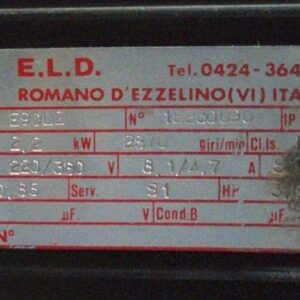 E.L.D. Tel. 0424-364
ROMANO D'EZZELINO (VI) ITA
E90L2 N° IP
2,2 kW 2870 giri/min Cl.Is.
220/380 V 8,1/4,7 A
0,85 Serv. S1 HP
µF V Cond.B µF
N°